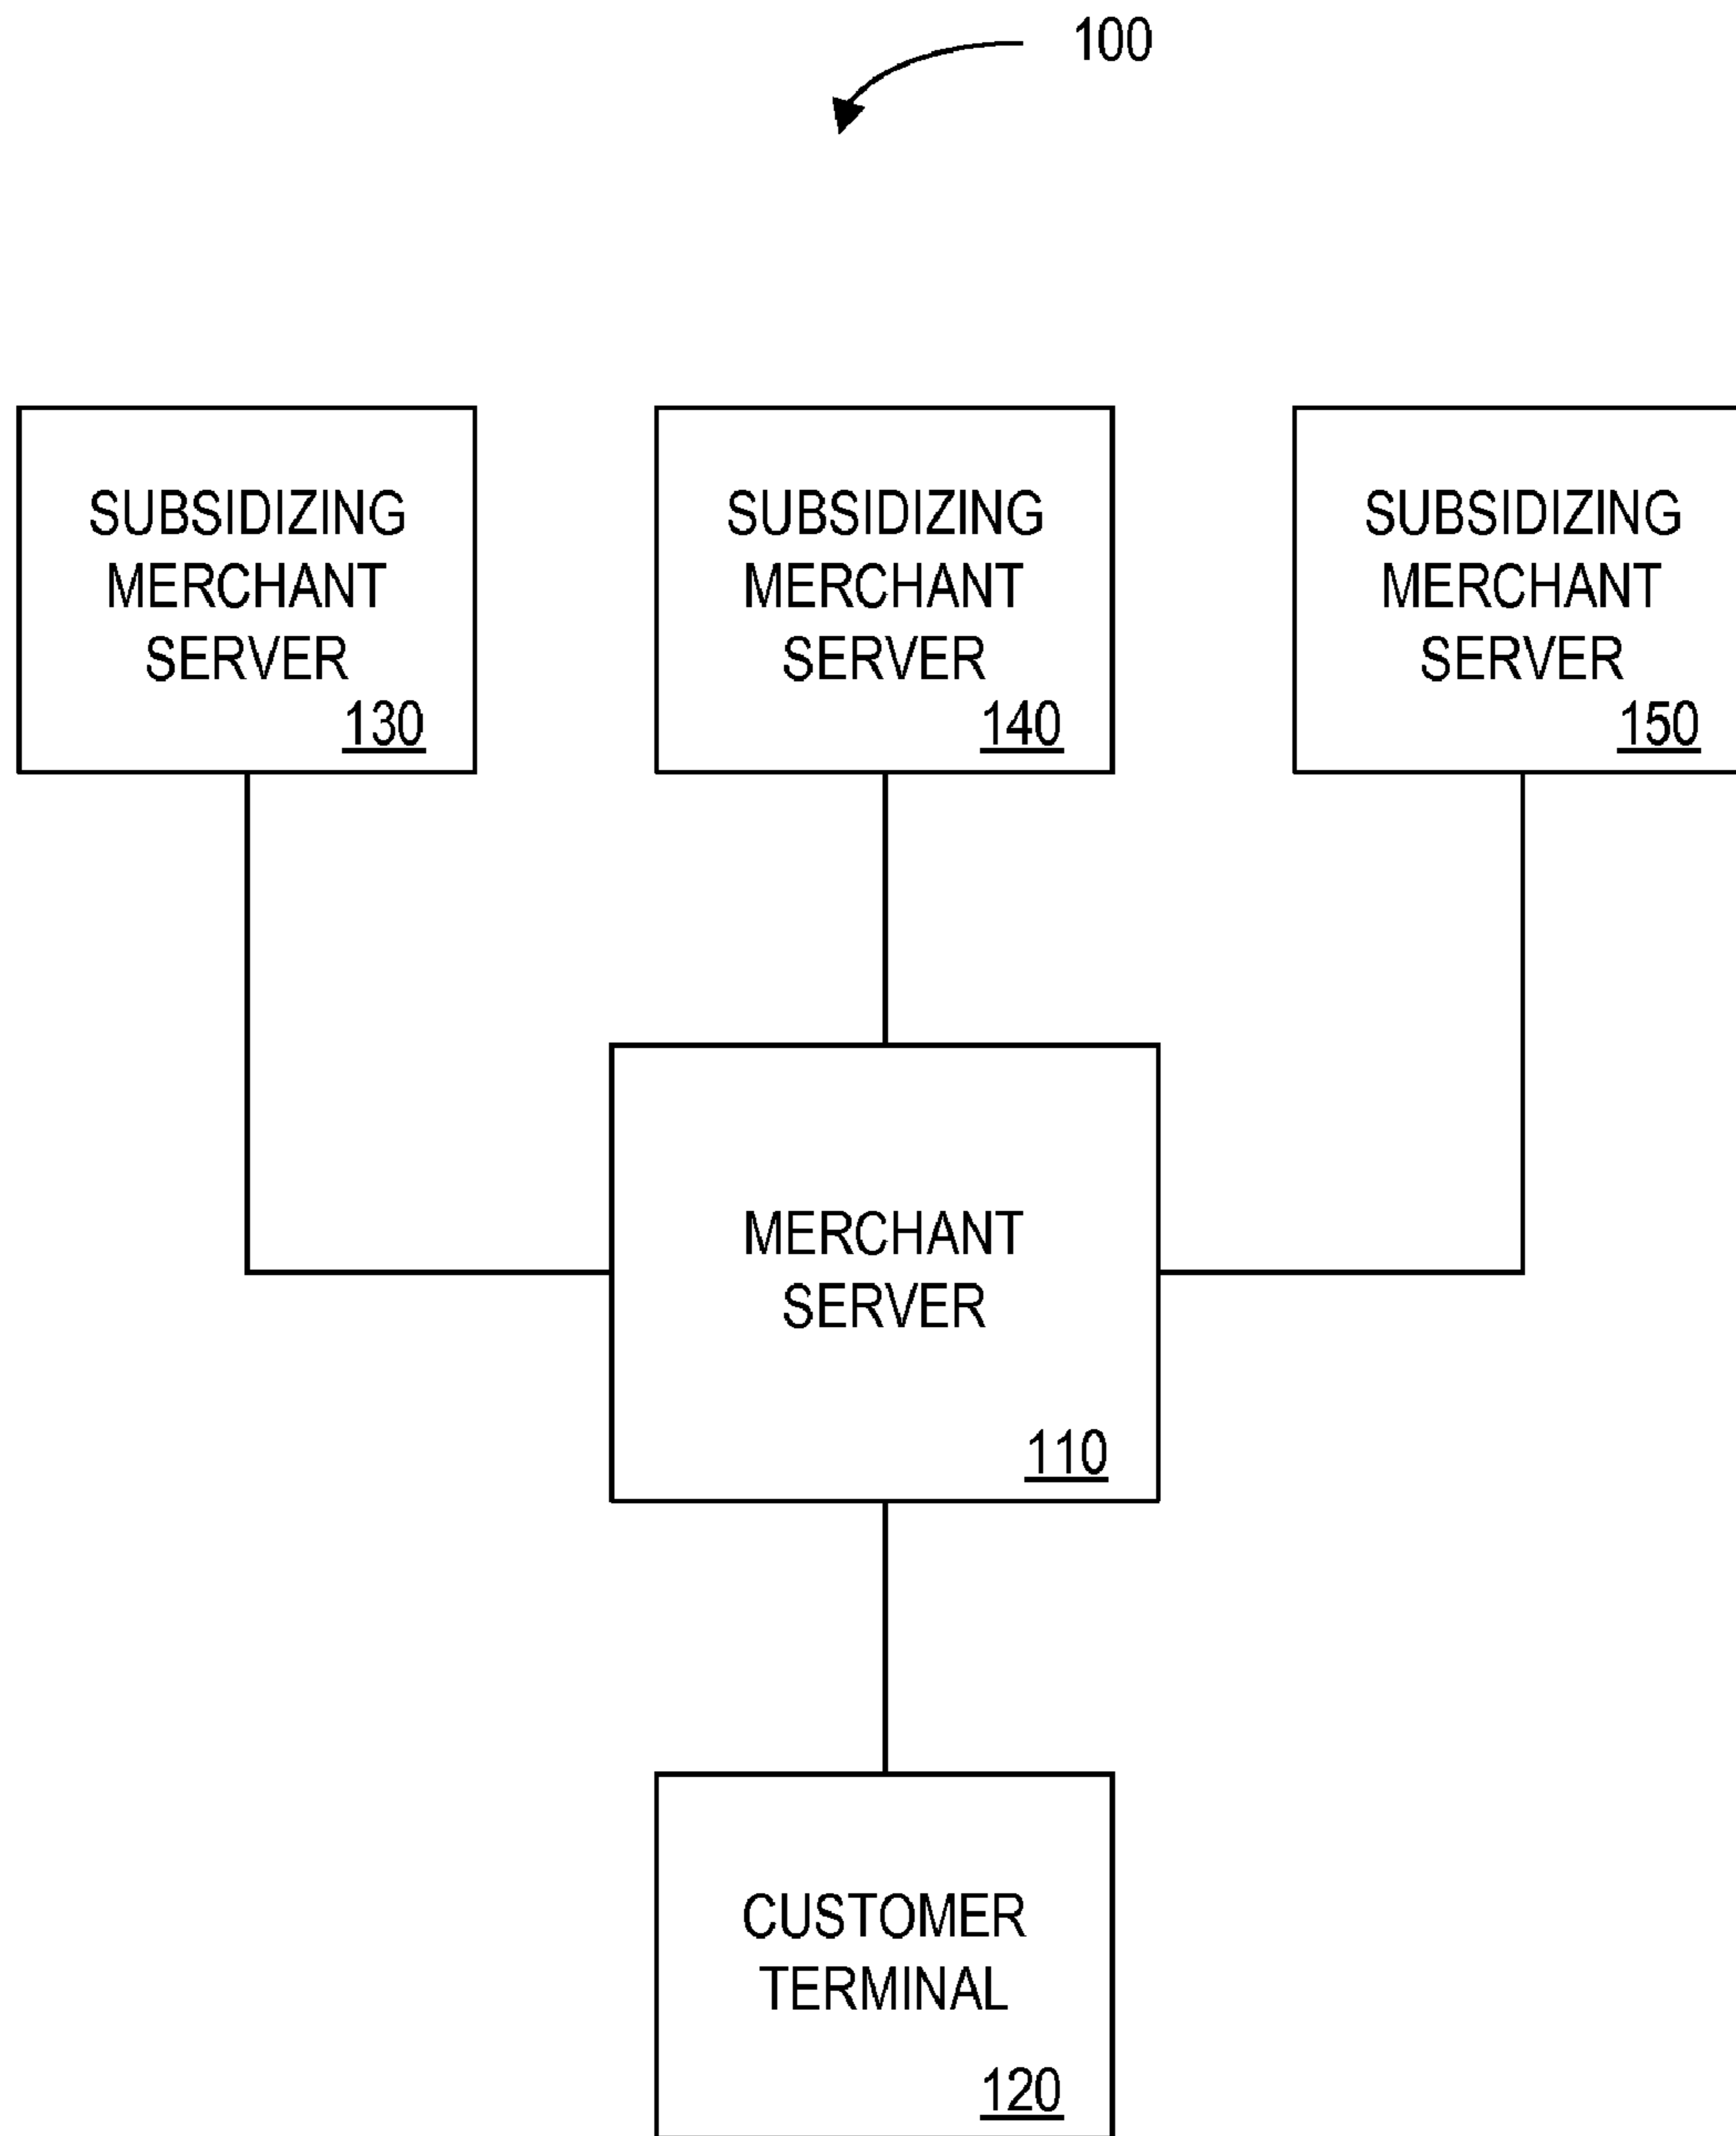 100
SUBSIDIZING
MERCHANT
SERVER
130
SUBSIDIZING
MERCHANT
SERVER
140
SUBSIDIZING
MERCHANT
SERVER
150
MERCHANT
SERVER
110
CUSTOMER
TERMINAL
120